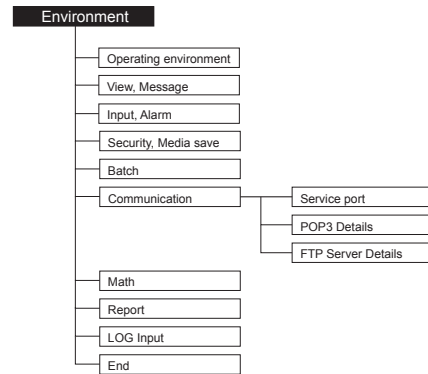 Environment
Operating environment
View, Message
Input, Alarm
Security, Media save
Batch
Communication
Service port
POP3 Details
FTP Server Details
Math
Report
LOG Input
End